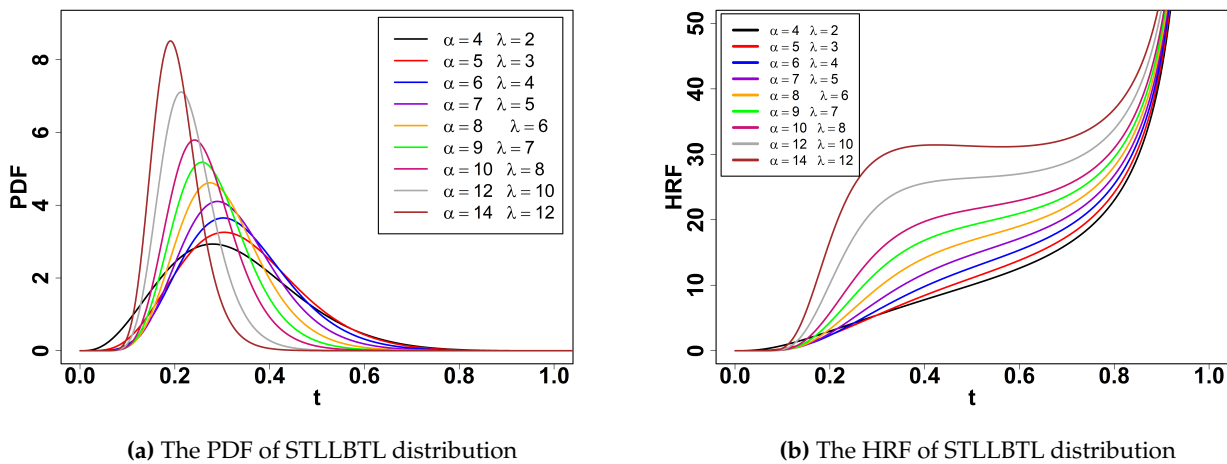 PDF
0 2 4 6 8
0.0 0.2 0.4 0.6 0.8 1.0
t
α = 4 λ = 2
α = 5 λ = 3
α = 6 λ = 4
α = 7 λ = 5
α = 8 λ = 6
α = 9 λ = 7
α = 10 λ = 8
α = 12 λ = 10
α = 14 λ = 12
(a) The PDF of STLLBTL distribution
HRF
0 10 20 30 40 50
0.0 0.2 0.4 0.6 0.8 1.0
t
α = 4 λ = 2
α = 5 λ = 3
α = 6 λ = 4
α = 7 λ = 5
α = 8 λ = 6
α = 9 λ = 7
α = 10 λ = 8
α = 12 λ = 10
α = 14 λ = 12
(b) The HRF of STLLBTL distribution